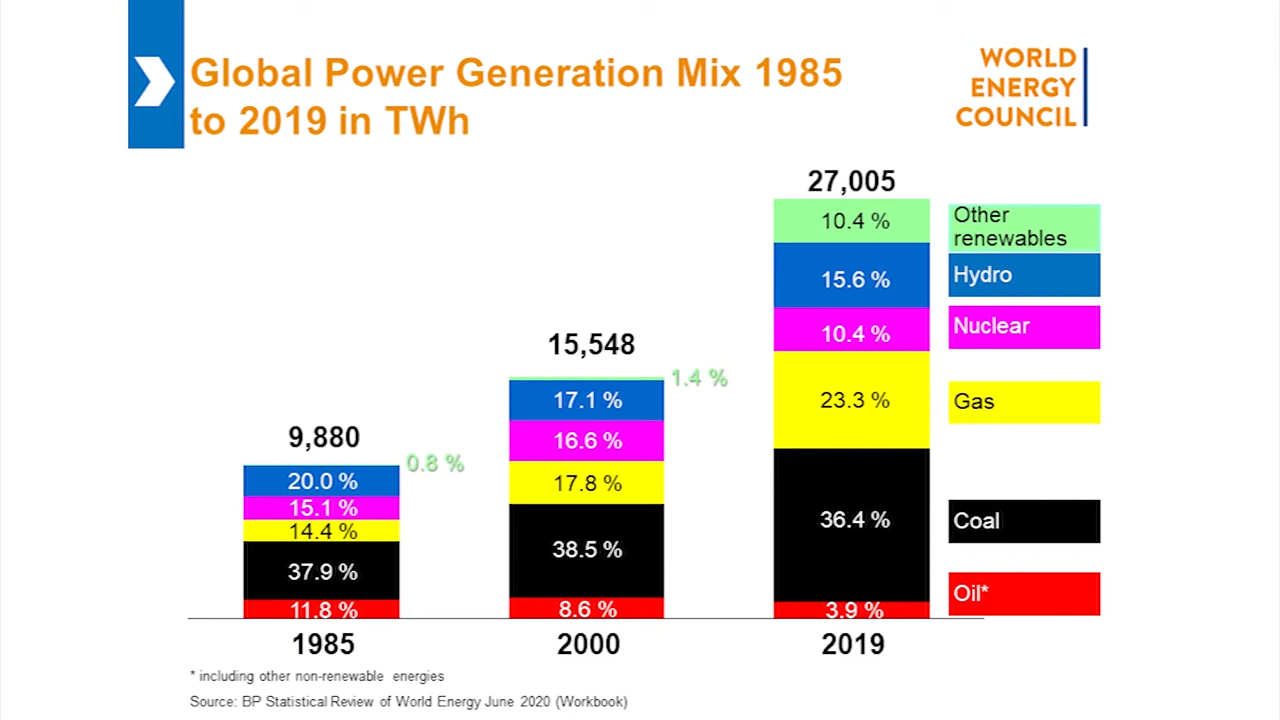 Global Power Generation Mix 1985
to 2019 in TWh
WORLD
ENERGY
COUNCIL
27,005
10.4 %
15.6 %
10.4 %
23.3 %
36.4 %
3.9 %
15,548
1.4 %
17.1 %
16.6 %
17.8 %
38.5 %
8.6 %
9,880
0.8 %
20.0 %
15.1 %
14.4 %
37.9 %
11.8 %
Other
renewables
Hydro
Nuclear
Gas
Coal
Oil*
1985
2000
2019
* including other non-renewable energies
Source: BP Statistical Review of World Energy June 2020 (Workbook)